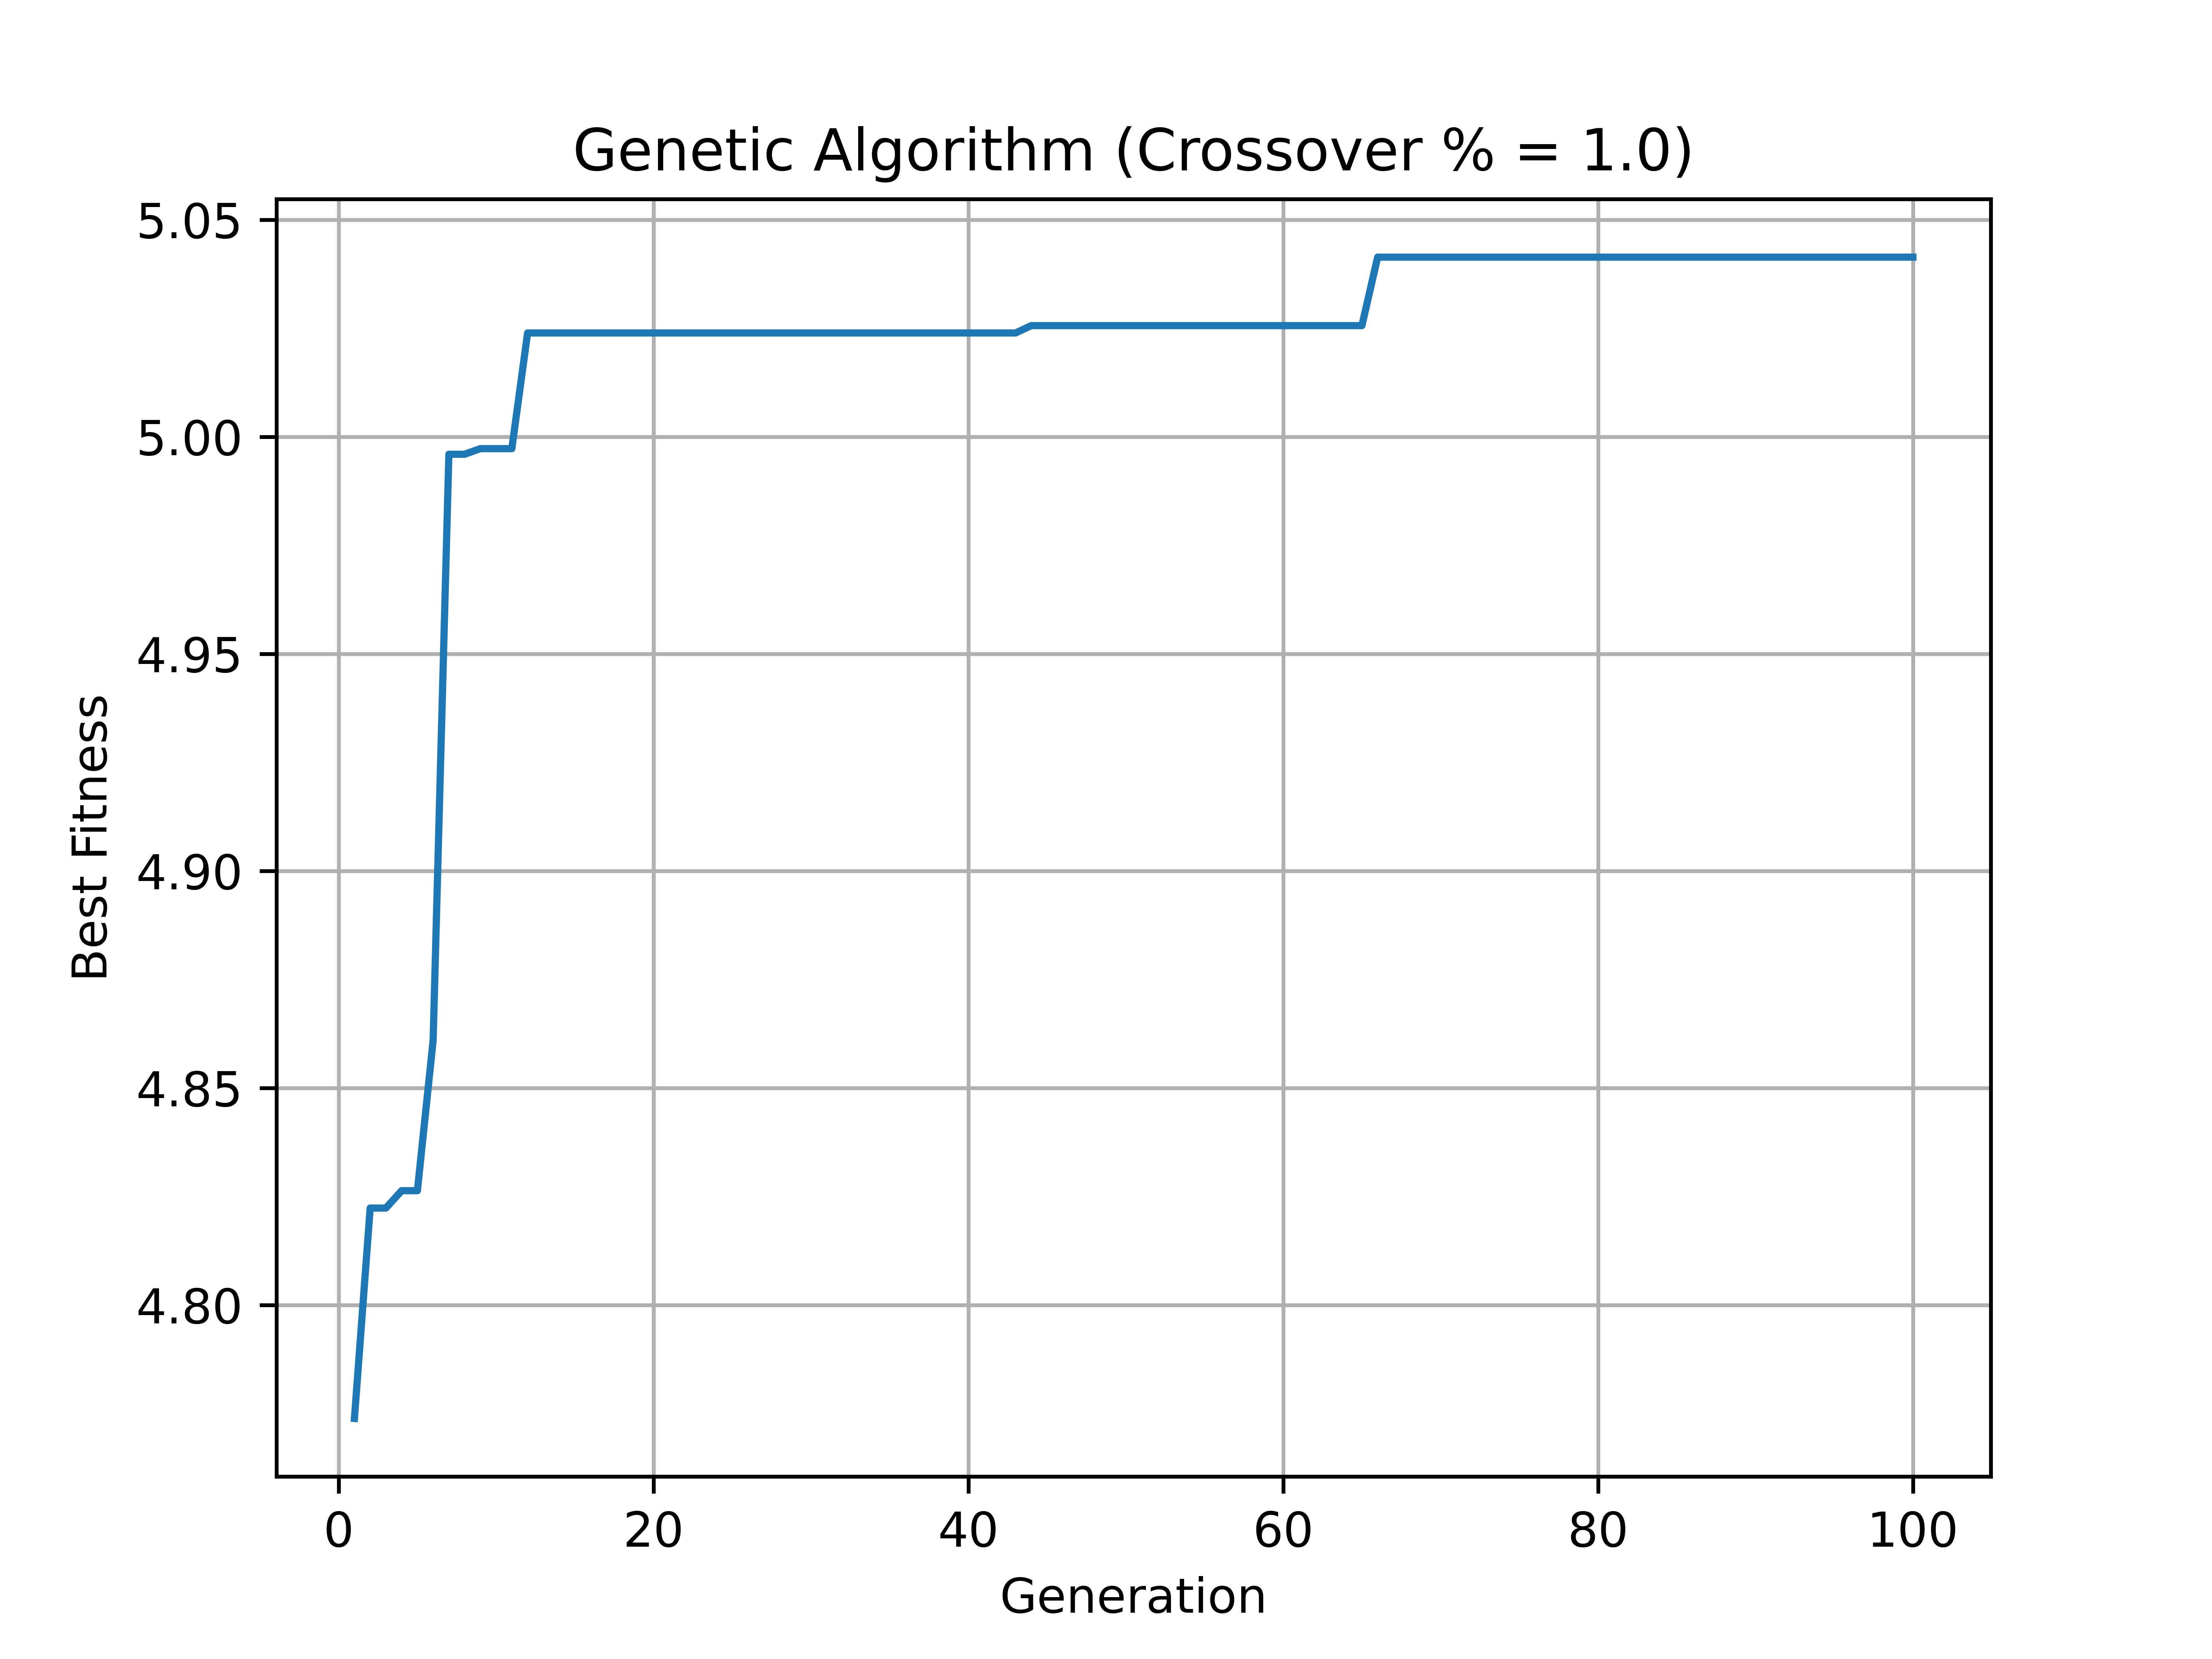 Genetic Algorithm (Crossover % = 1.0)
5.05
5.00
4.95
4.90
4.85
4.80
Best Fitness
0 20 40 60 80 100
Generation